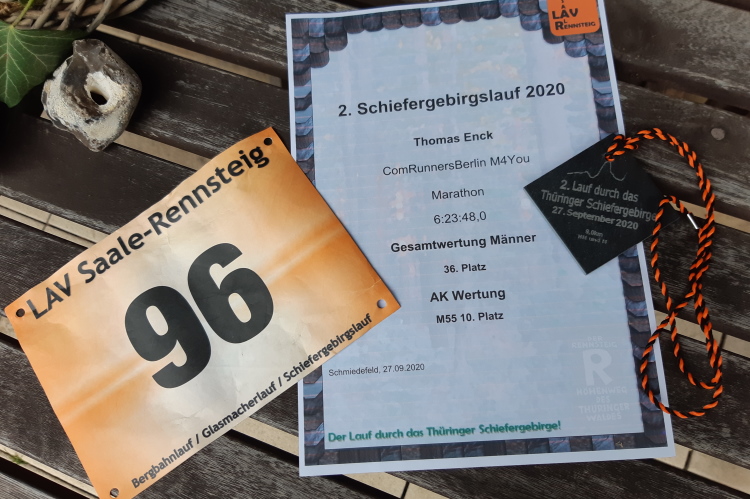 LAV Saale-Rennsteig
96
Bergbahnlauf / Glasmacherlauf / Schiefergebirgslauf
LAV
RENNSTEIG
2. Schiefergebirgslauf 2020
Thomas Enck
ComRunnersBerlin M4You
Marathon
6:23:48,0
Gesamtwertung Männer
36. Platz
AK Wertung
M55 10. Platz
Schmiedefeld, 27.09.2020
R
Der Lauf durch das Thüringer Schiefergebirge!
2. Lauf durch das
Thüringer Schiefergebirge
27. September 2020